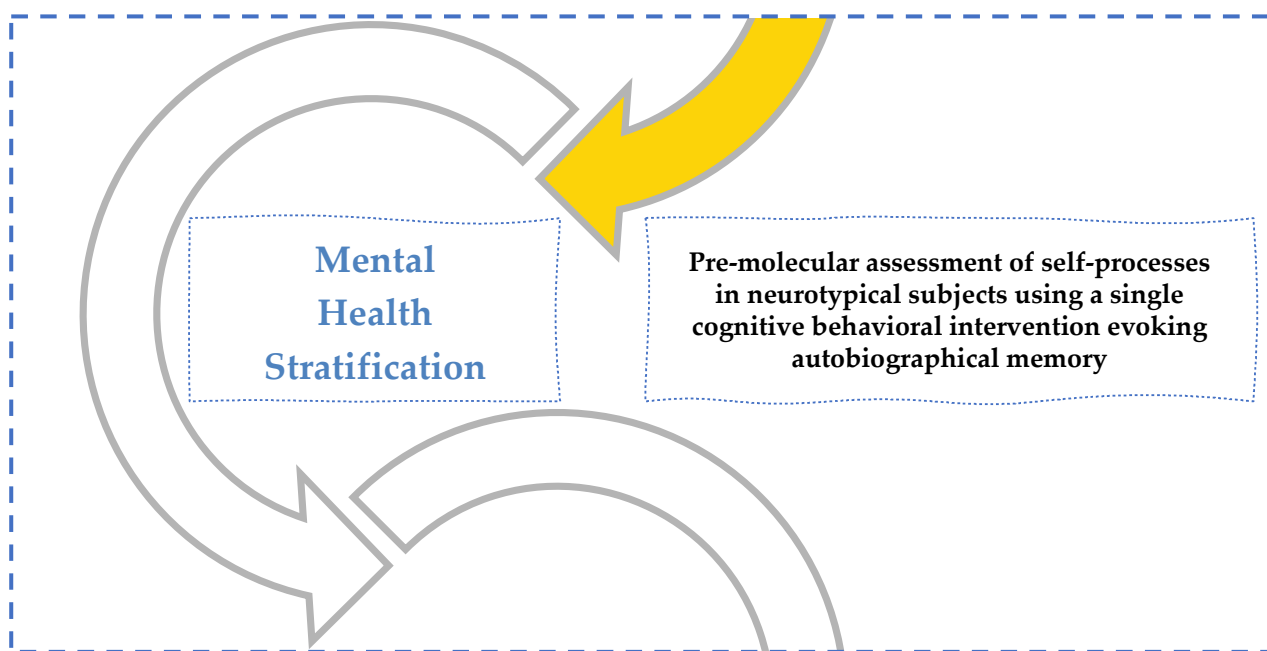 Mental
Health
Stratification
Pre-molecular assessment of self-processes
in neurotypical subjects using a single
cognitive behavioral intervention evoking
autobiographical memory